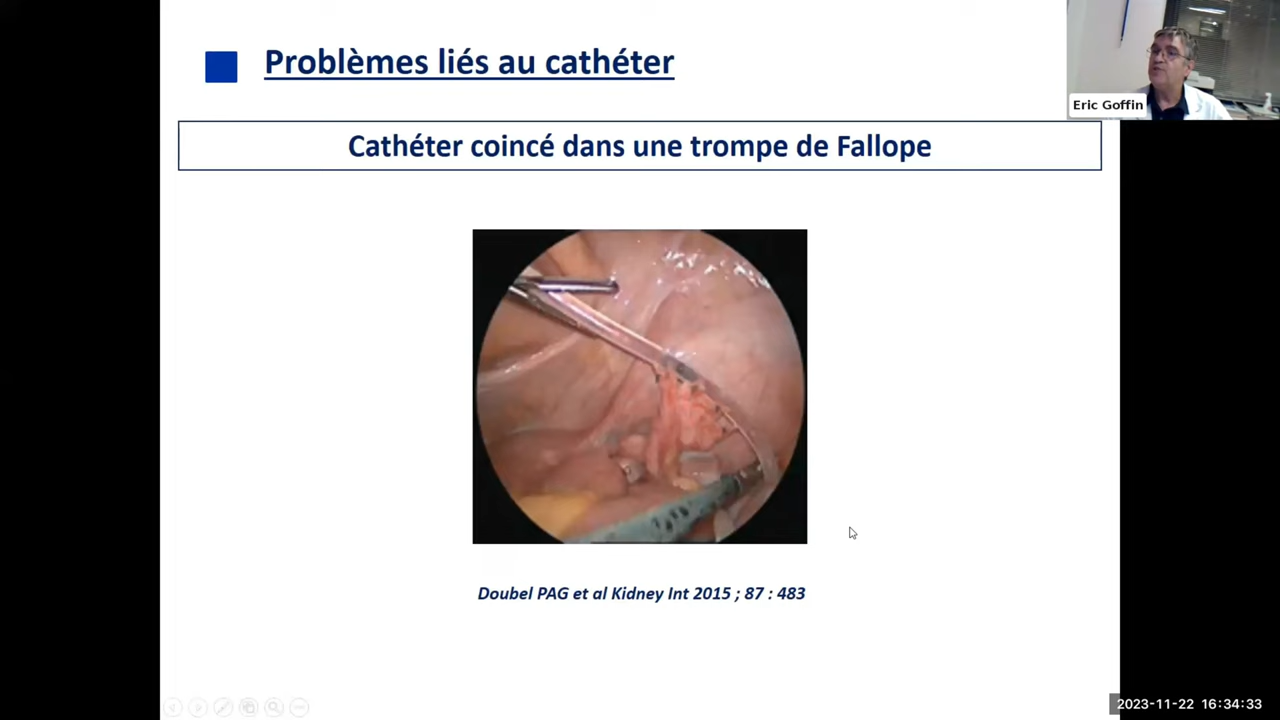 Problèmes liés au cathéter
Eric Goffin
Cathéter coincé dans une trompe de Fallope
Doubel PAG et al Kidney Int 2015 ; 87 : 483
2023-11-22 16:34:33